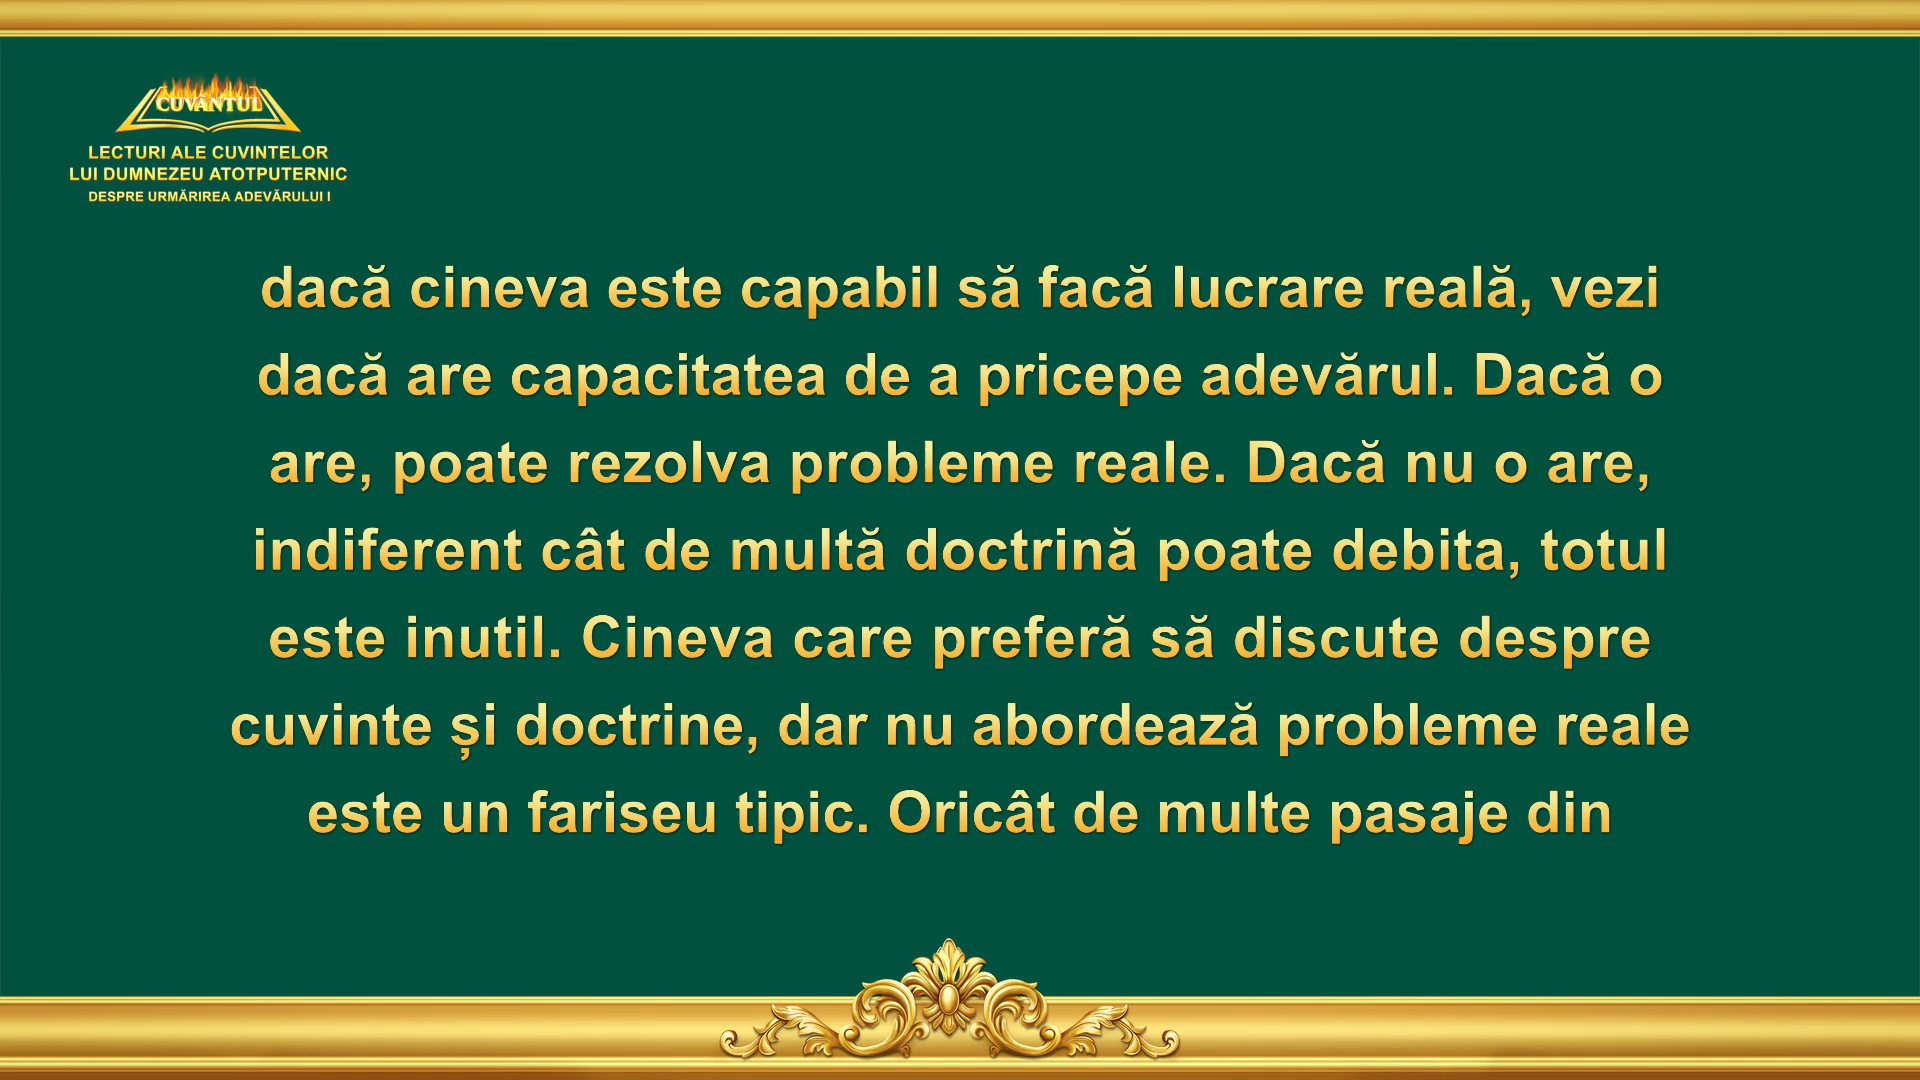 CUVÂNTUL
LECTURI ALE CUVINTELOR
LUI DUMNEZEU ATOTPUTERNIC
DESPRE URMĂRIREA ADEVĂRULUI I
dacă cineva este capabil să facă lucrare reală, vezi
dacă are capacitatea de a pricepe adevărul. Dacă o
are, poate rezolva probleme reale. Dacă nu o are,
indiferent cât de multă doctrină poate debita, totul
este inutil. Cineva care preferă să discute despre
cuvinte și doctrine, dar nu abordează probleme reale
este un fariseu tipic. Oricât de multe pasaje din